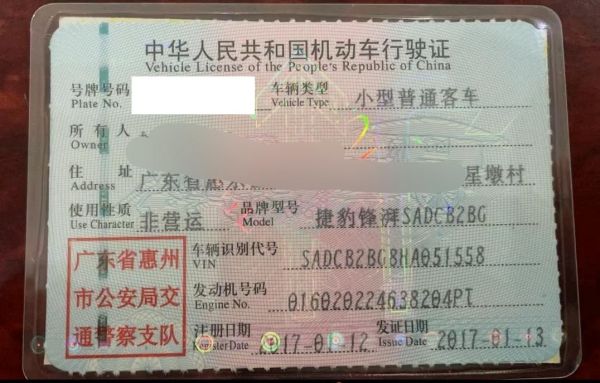 中华人民共和国机动车行驶证
Vehicle License of the People's Republic of China
号牌号码 车辆类型 小型普通客车
Plate No. Vehicle Type
所有人
Owner
住址 广东省惠 星墩村
Address
使用性质 非营运 品牌型号 捷豹锋湃SADCB2BG
Use Character Model
广东省惠州
市公安局交
通警察支队
车辆识别代号 SADCB2BG8HA051558
VIN
发动机号码 016020224638204PT
Engine No.
注册日期 2017-01-12 发证日期 2017-01-13
Register Date Issue Date